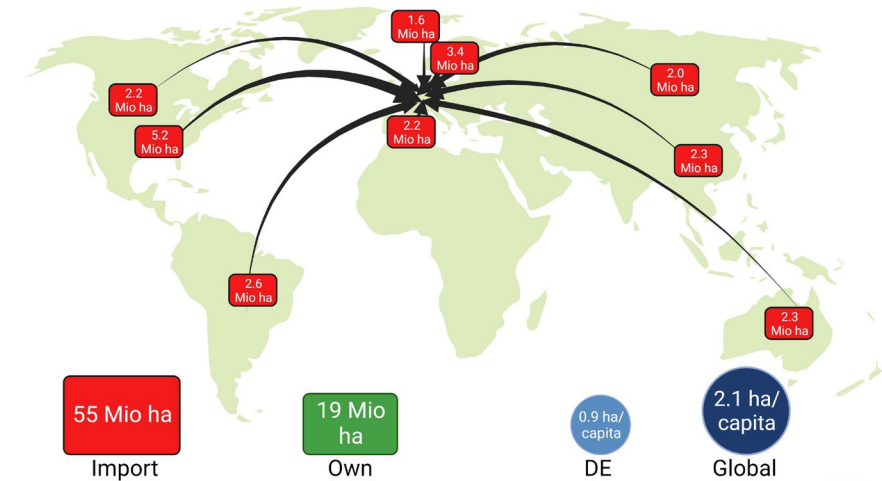 1.6
Mio ha
3.4
Mio ha
2.0
Mio ha
2.2
Mio ha
5.2
Mio ha
2.2
Mio ha
2.3
Mio ha
2.6
Mio ha
2.3
Mio ha
55 Mio ha
Import
19 Mio
ha
Own
0.9 ha/
capita
DE
2.1 ha/
capita
Global